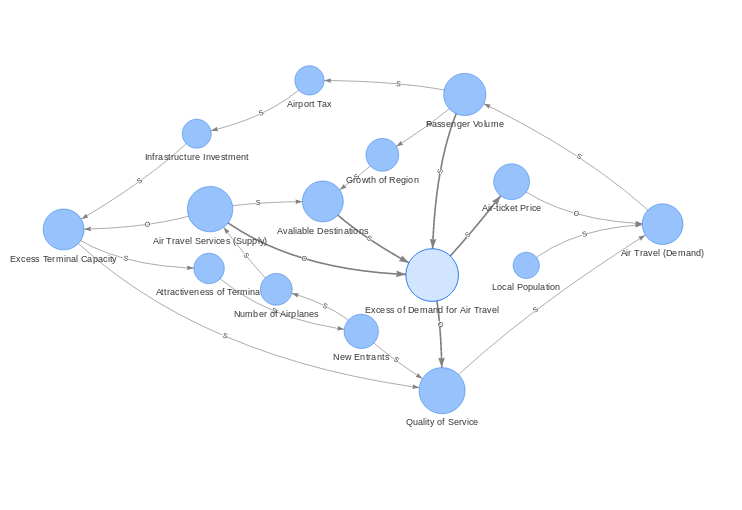 S
Airport Tax
S
Passenger Volume
S
S
Infrastructure Investment
S
Growth of Region
S
S
S
Air-ticket Price
O
S
Avaliable Destinations
S
S
O
Air Travel Services (Supply)
S
O
Air Travel (Demand)
Excess Terminal Capacity
S
S
Local Population
Attractiveness of Termina
Number of Airplanes
S
S
Excess of Demand for Air Travel
S
O
S
New Entrants
S
Quality of Service